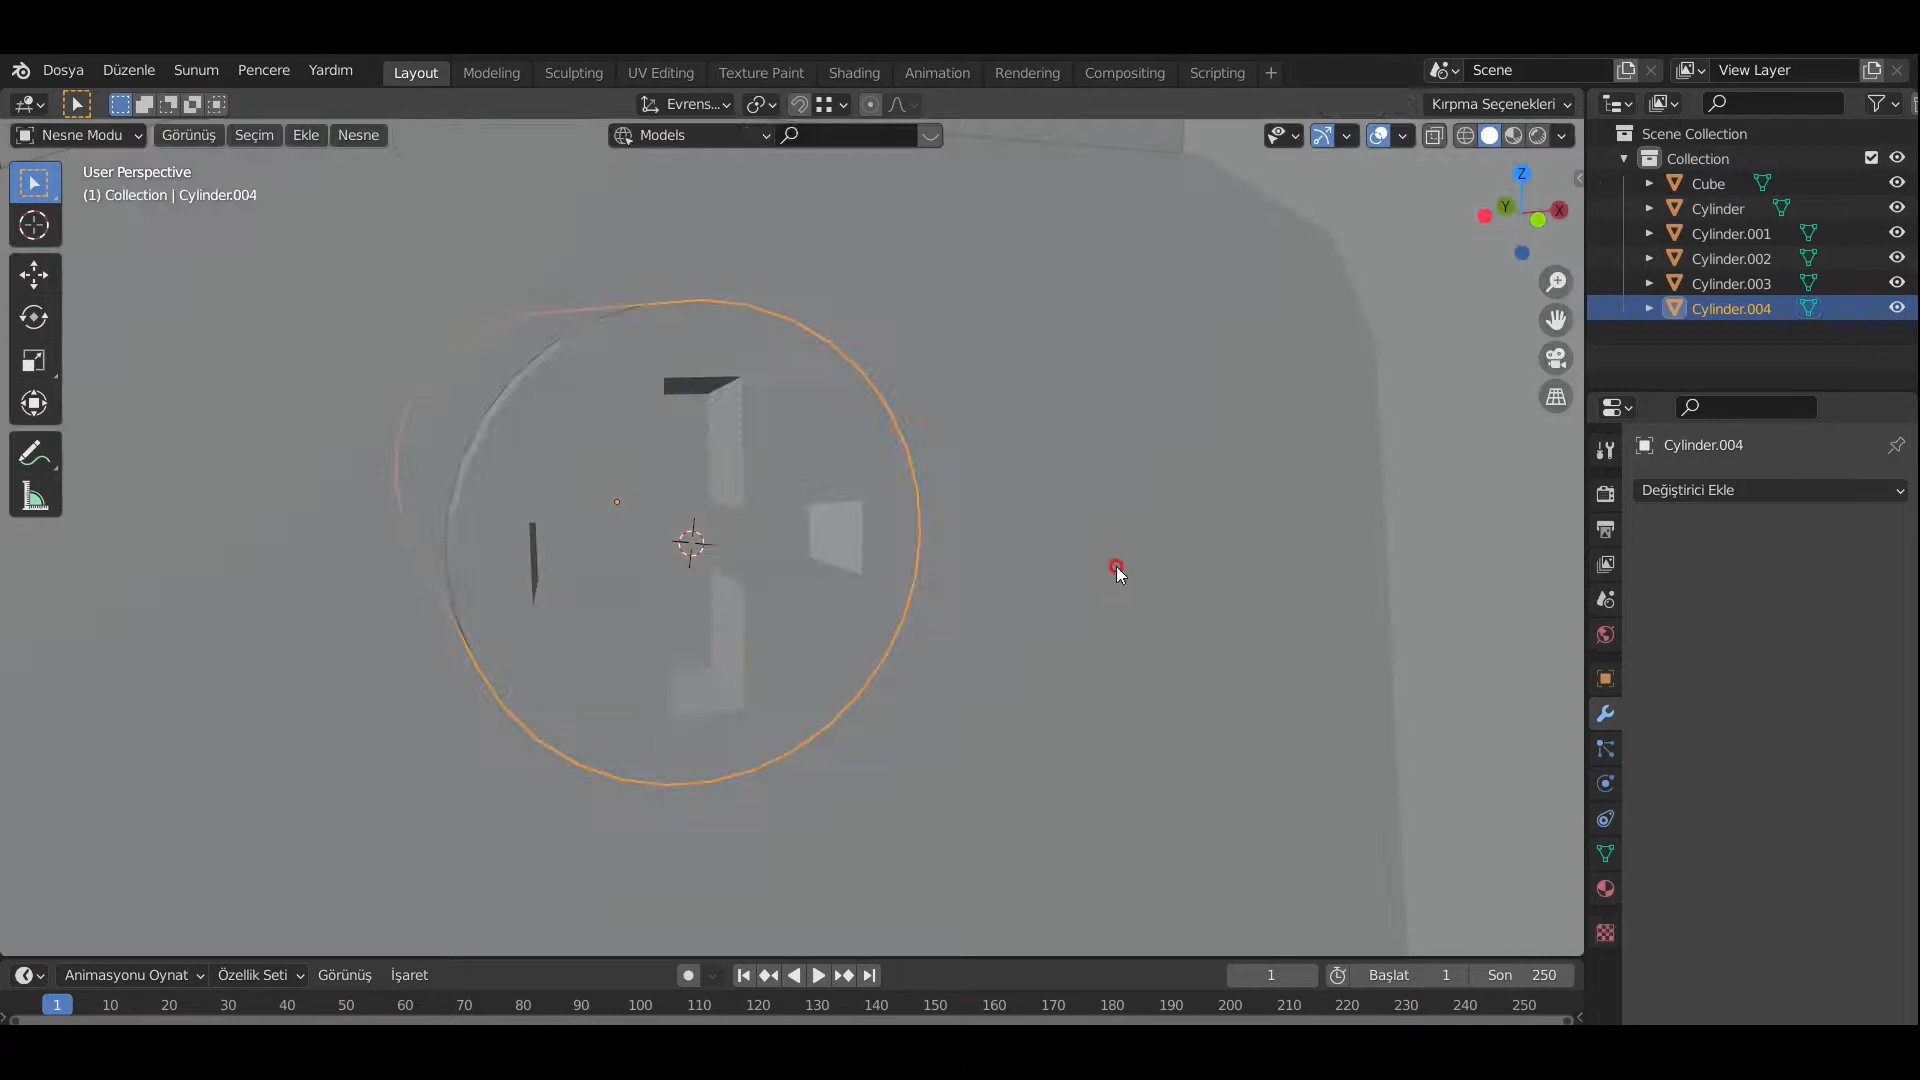 Dosya Düzenle Sunum Pencere Yardım Layout Modeling Sculpting UV Editing Texture Paint Shading Animation Rendering Compositing Scripting + Scene View Layer
Evrens... Kırpma Seçenekleri
Nesne Modu Görünüş Seçim Ekle Nesne Models
User Perspective
(1) Collection | Cylinder.004
Z
Y
X
Scene Collection
Collection
Cube
Cylinder
Cylinder.001
Cylinder.002
Cylinder.003
Cylinder.004
Cylinder.004
Değiştirici Ekle
Animasyonu Oynat Özellik Seti Görünüş İşaret 1 Başlat 1 Son 250
1 10 20 30 40 50 60 70 80 90 100 110 120 130 140 150 160 170 180 190 200 210 220 230 240 250